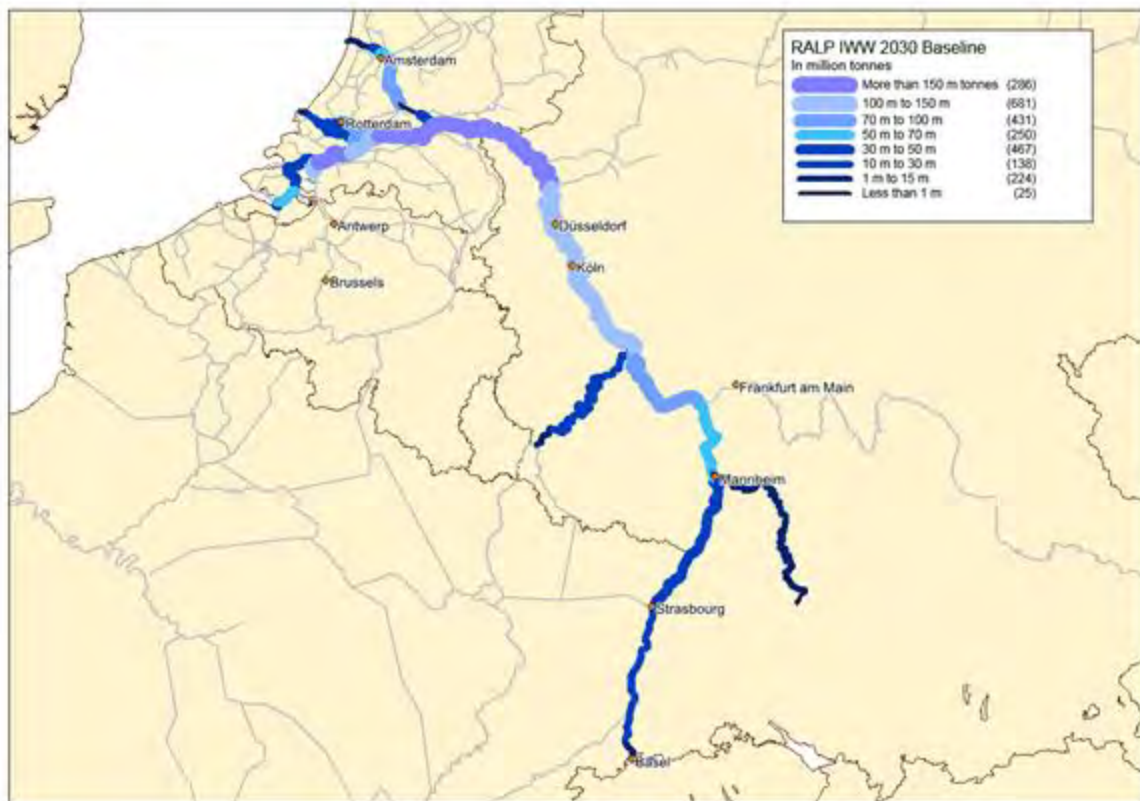 RALP IWW 2030 Baseline
In million tonnes
More than 150 m tonnes (286)
100 m to 150 m (681)
70 m to 100 m (431)
50 m to 70 m (250)
30 m to 50 m (467)
10 m to 30 m (138)
1 m to 15 m (224)
Less than 1 m (25)
Amsterdam
Rotterdam
Antwerp
Düsseldorf
Köln
Brussels
Frankfurt am Main
Mannheim
Strasbourg
Basel